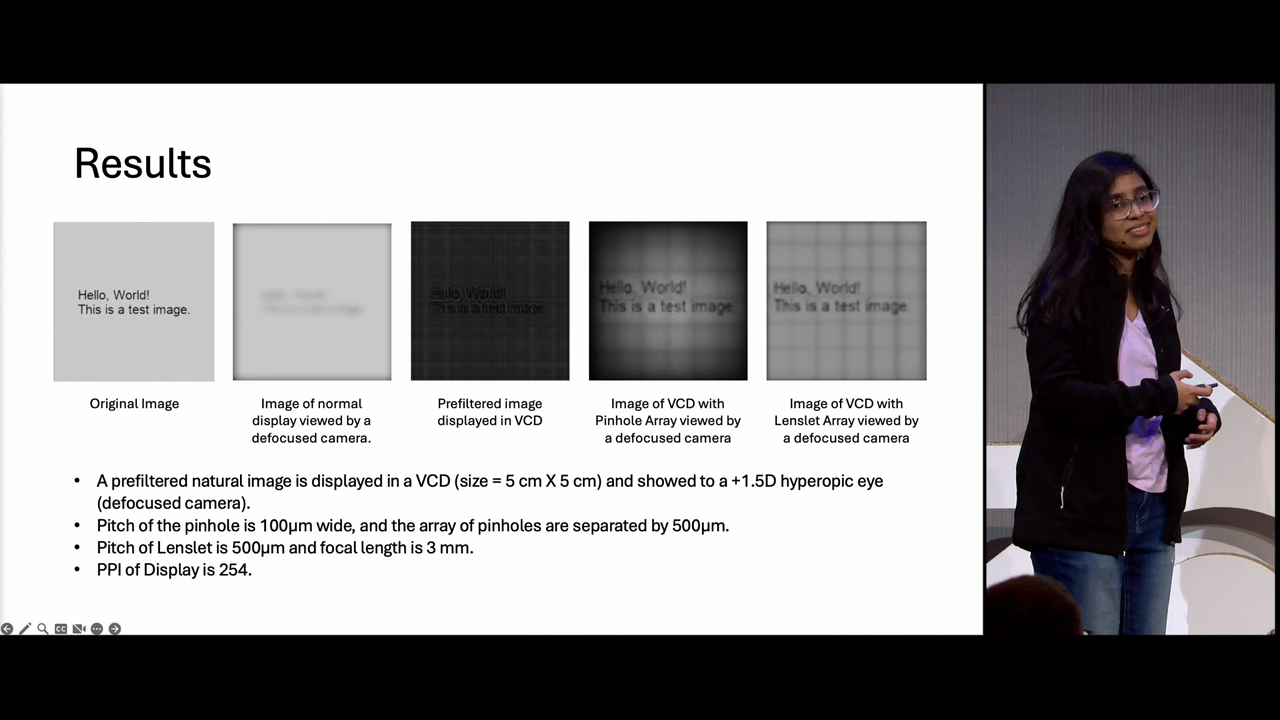 Results
Hello, World!
This is a test image.
Hello, World!
This is a test image.
Hello, World!
This is a test image.
Hello, World!
This is a test image.
Original Image
Image of normal
display viewed by a
defocused camera.
Prefiltered image
displayed in VCD
Image of VCD with
Pinhole Array viewed by
a defocused camera
Image of VCD with
Lenslet Array viewed by
a defocused camera
• A prefiltered natural image is displayed in a VCD (size = 5 cm X 5 cm) and showed to a +1.5D hyperopic eye
(defocused camera).
• Pitch of the pinhole is 100µm wide, and the array of pinholes are separated by 500µm.
• Pitch of Lenslet is 500µm and focal length is 3 mm.
• PPI of Display is 254.
CC